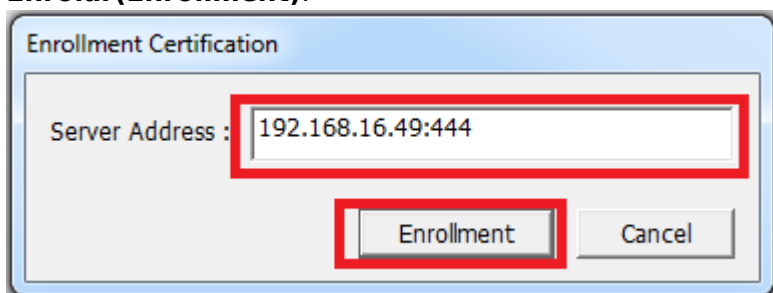 Enrollment Certification
Server Address : 192.168.16.49:444
Enrollment Cancel